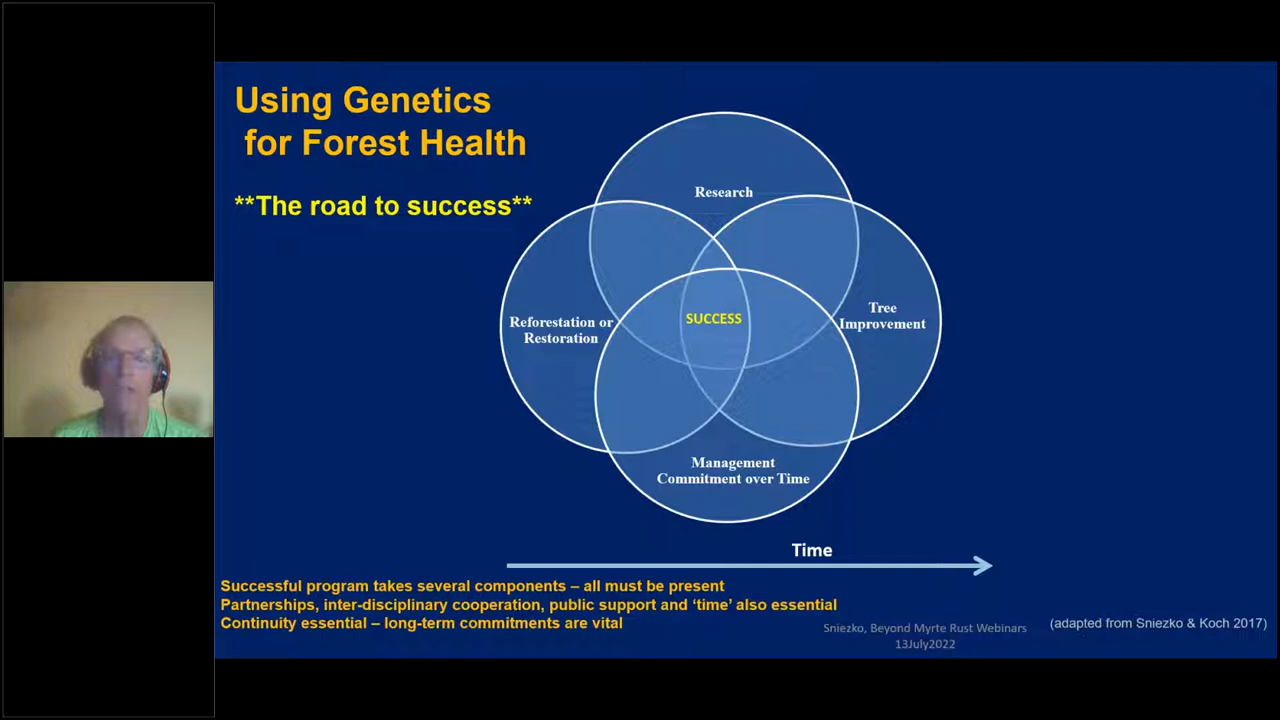 Using Genetics
for Forest Health
**The road to success**
Research
Reforestation or
Restoration
SUCCESS
Tree
Improvement
Management
Commitment over Time
Time
Successful program takes several components – all must be present
Partnerships, inter-disciplinary cooperation, public support and ‘time’ also essential
Continuity essential – long-term commitments are vital
Sniezko, Beyond Myrte Rust Webinars
13July2022
(adapted from Sniezko & Koch 2017)